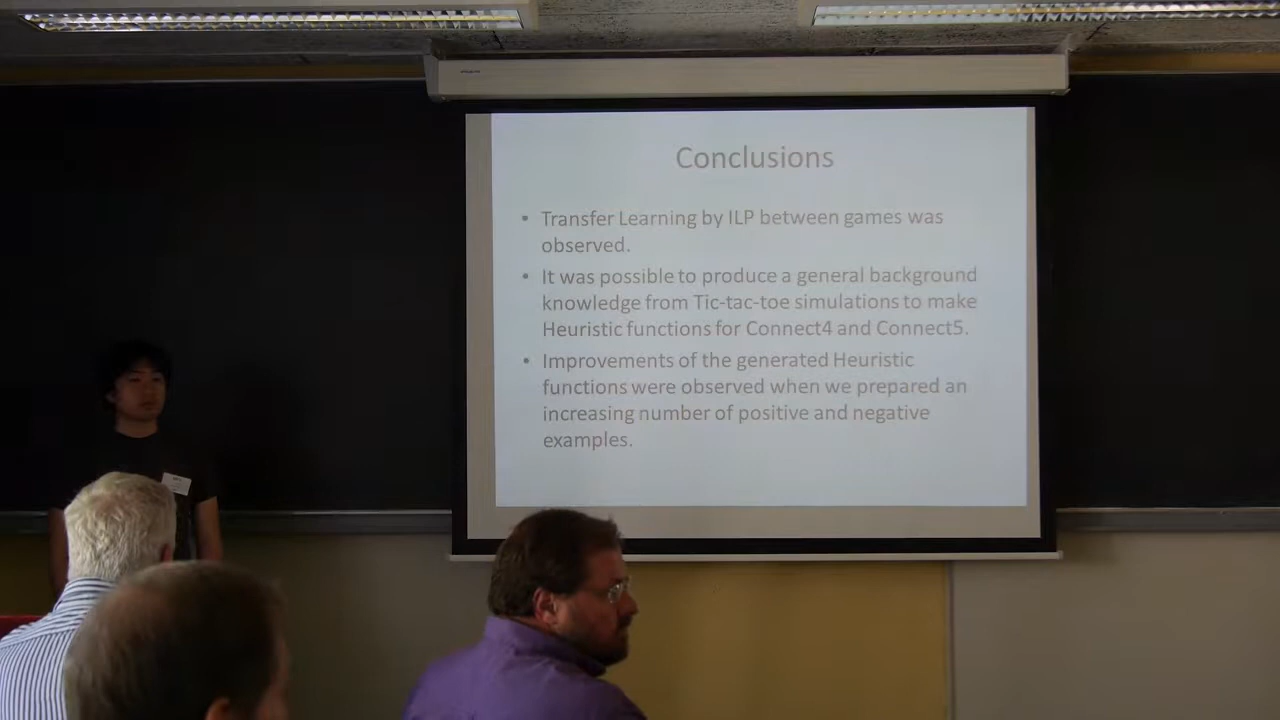 Conclusions
• Transfer Learning by ILP between games was
observed.
• It was possible to produce a general background
knowledge from Tic-tac-toe simulations to make
Heuristic functions for Connect4 and Connect5.
• Improvements of the generated Heuristic
functions were observed when we prepared an
increasing number of positive and negative
examples.